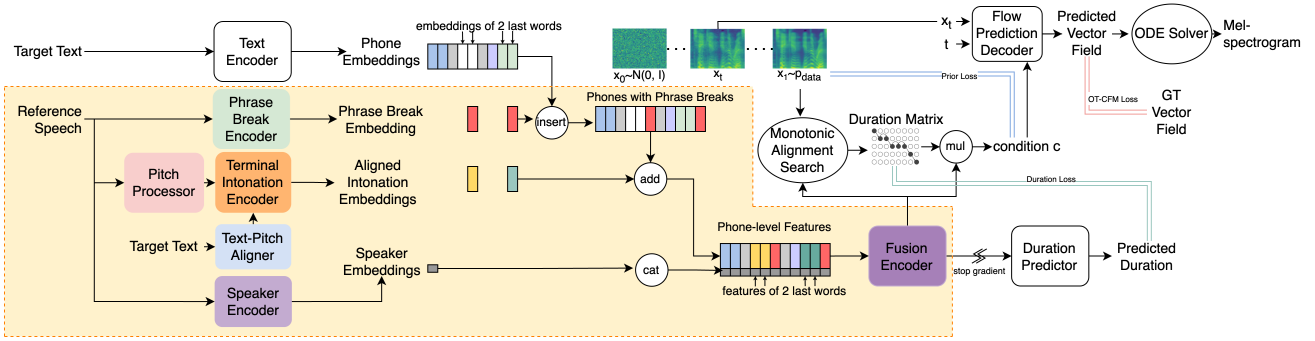 Target Text
Text
Encoder
Phone
Embeddings
embeddings of 2 last words
x₀~N(0, I)
xₜ
x₁~p_data
xₜ
t
Flow
Prediction
Decoder
Predicted
Vector
Field
ODE Solver
Mel-
spectrogram
Prior Loss
OT-CFM Loss
GT
Vector
Field
Reference
Speech
Phrase
Break
Encoder
Phrase Break
Embedding
insert
Phones with Phrase Breaks
Monotonic
Alignment
Search
Duration Matrix
mul
condition c
Duration Loss
Pitch
Processor
Terminal
Intonation
Encoder
Aligned
Intonation
Embeddings
add
Target Text
Text-Pitch
Aligner
Speaker
Embeddings
cat
Phone-level Features
features of 2 last words
Fusion
Encoder
stop gradient
Duration
Predictor
Predicted
Duration
Speaker
Encoder